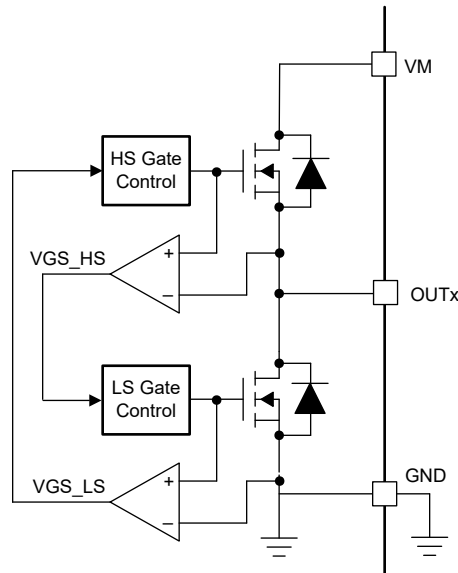 VM
HS Gate
Control
+
VGS_HS
−
OUTx
LS Gate
Control
GND
+
VGS_LS
−